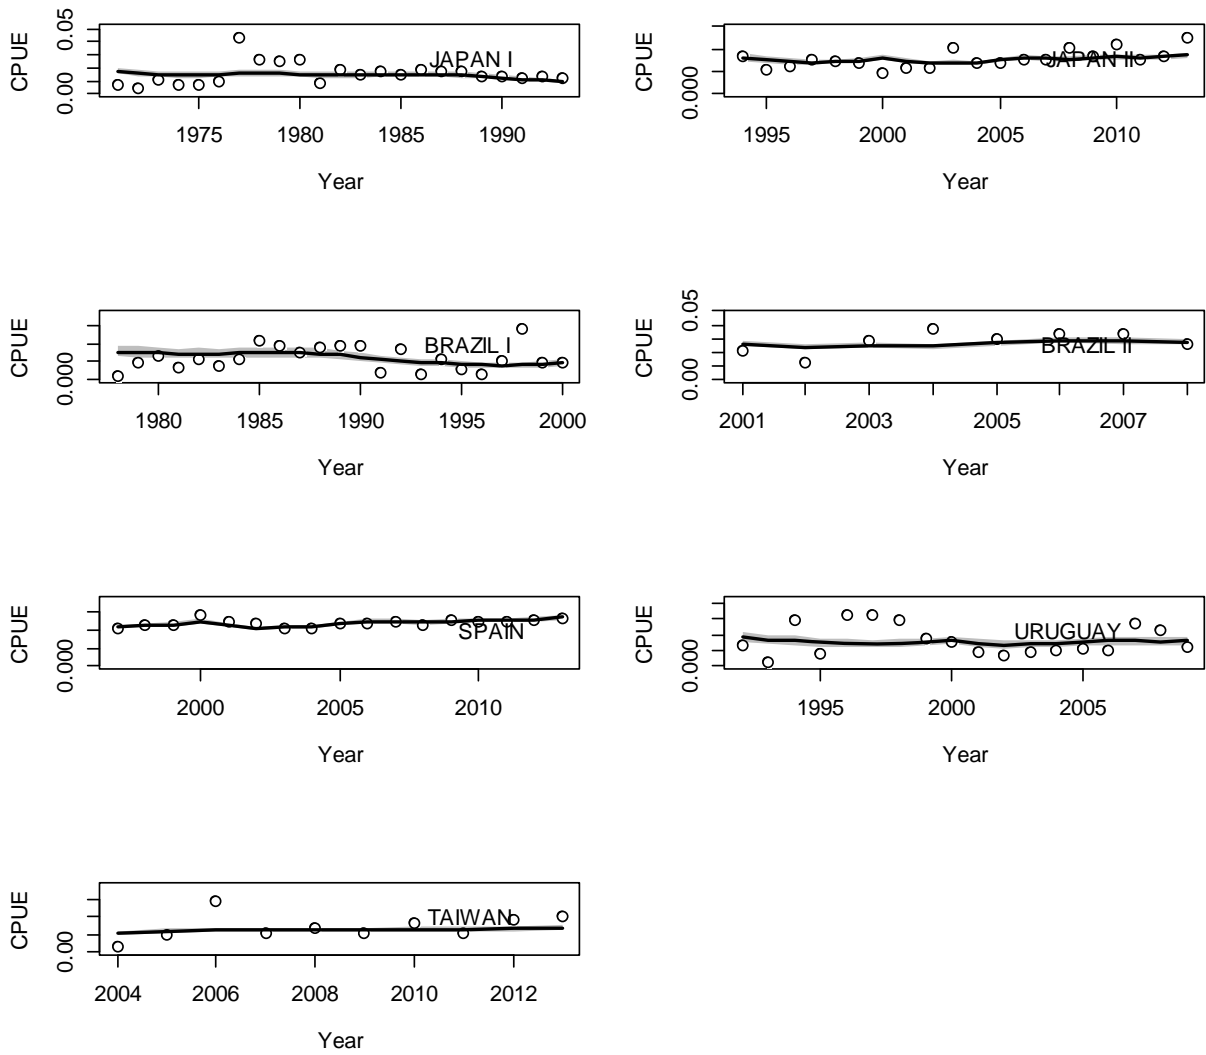 CPUE
0.05
0.00
JAPAN I
1975 1980 1985 1990
Year
CPUE
0.000
JAPAN II
1995 2000 2005 2010
Year
CPUE
0.000
BRAZIL I
1980 1985 1990 1995 2000
Year
CPUE
0.05
0.00
BRAZIL II
2001 2003 2005 2007
Year
CPUE
0.000
SPAIN
2000 2005 2010
Year
CPUE
0.000
URUGUAY
1995 2000 2005
Year
CPUE
0.00
TAIWAN
2004 2006 2008 2010 2012
Year